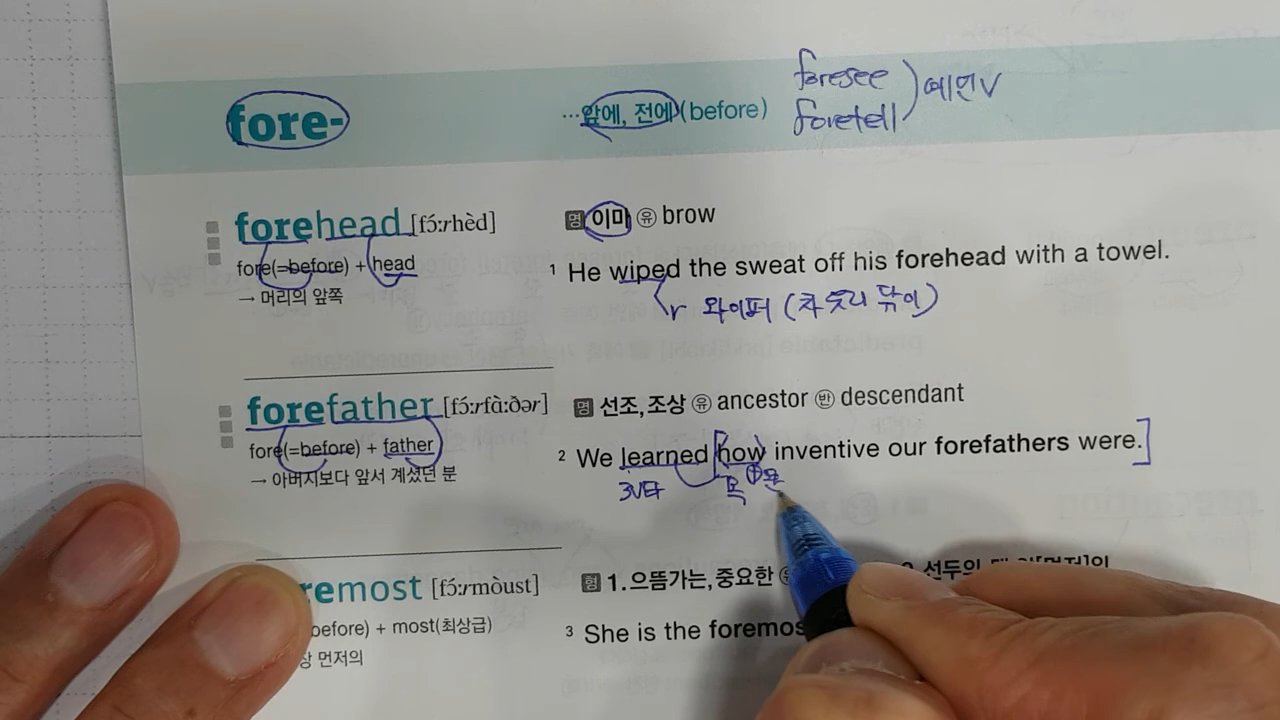 fore- …앞에, 전에(before) foresee
foretell 예언V
forehead [fɔ́ːrhèd] 명 이마 유 brow
fore(=before) + head
→ 머리의 앞쪽
1 He wiped the sweat off his forehead with a towel.
r 와이퍼 (차 유리 닦이)
forefather [fɔ́ːrfàːðər] 명 선조, 조상 유 ancestor 반 descendant
fore(=before) + father
→ 아버지보다 앞서 계셨던 분
2 We learned [how inventive our forefathers were.]
3V타 목
remost [fɔ́ːrmòust] 형 1.으뜸가는, 중요한
before) + most(최상급)
상 먼저의
3 She is the foremos